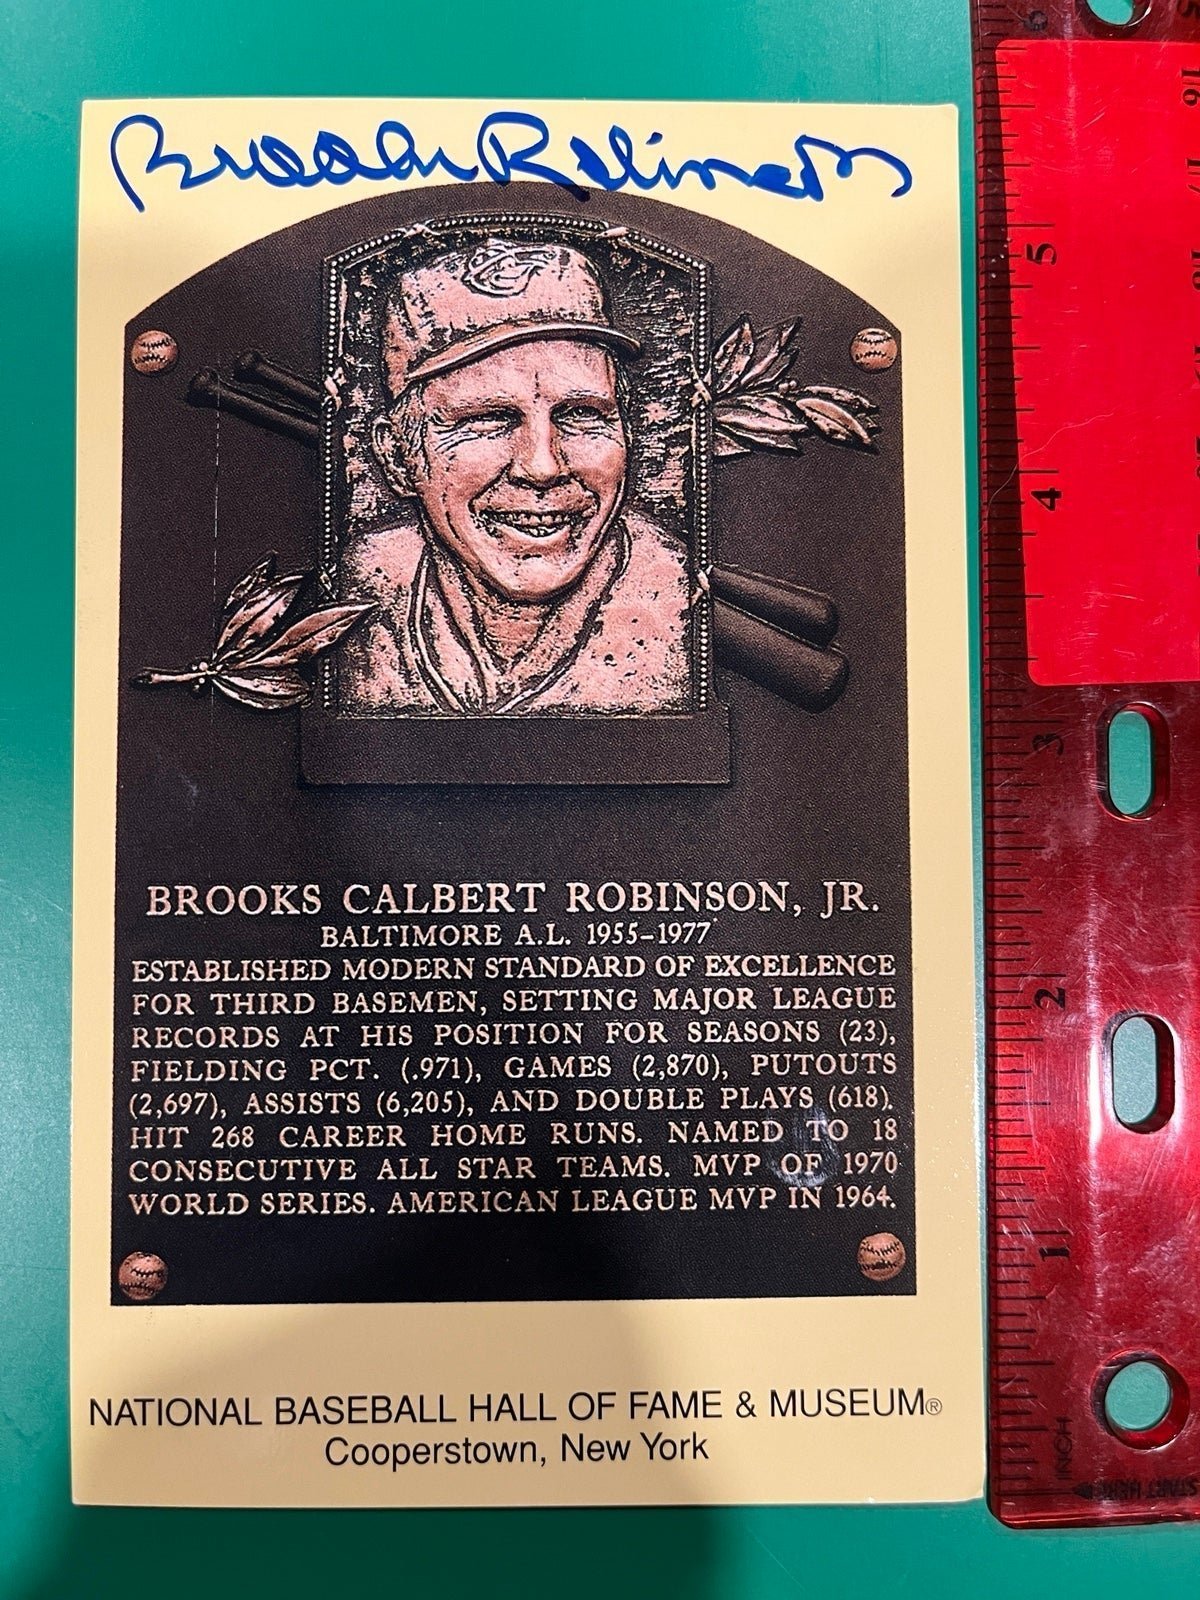 Brooks Robinson
BROOKS CALBERT ROBINSON, JR.
BALTIMORE A.L. 1955-1977
ESTABLISHED MODERN STANDARD OF EXCELLENCE
FOR THIRD BASEMEN, SETTING MAJOR LEAGUE
RECORDS AT HIS POSITION FOR SEASONS (23),
FIELDING PCT. (.971), GAMES (2,870), PUTOUTS
(2,697), ASSISTS (6,205), AND DOUBLE PLAYS (618).
HIT 268 CAREER HOME RUNS. NAMED TO 18
CONSECUTIVE ALL STAR TEAMS. MVP OF 1970
WORLD SERIES. AMERICAN LEAGUE MVP IN 1964.
NATIONAL BASEBALL HALL OF FAME & MUSEUM®
Cooperstown, New York
INCH 1 2 3 4 5 6
START HERE